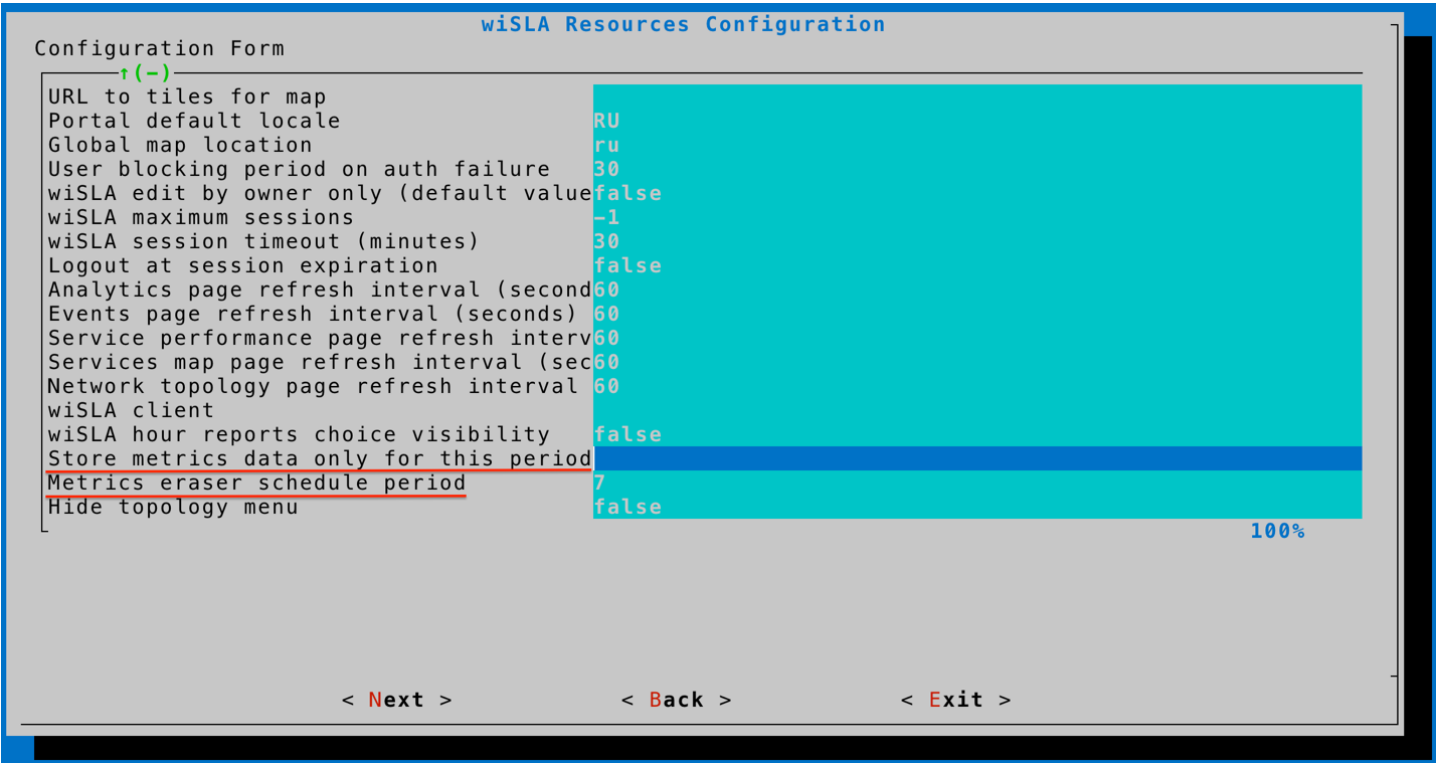 wiSLA Resources Configuration
Configuration Form
↑(-)
URL to tiles for map
Portal default locale RU
Global map location ru
User blocking period on auth failure 30
wiSLA edit by owner only (default value false
wiSLA maximum sessions -1
wiSLA session timeout (minutes) 30
Logout at session expiration false
Analytics page refresh interval (second 60
Events page refresh interval (seconds) 60
Service performance page refresh interv 60
Services map page refresh interval (sec 60
Network topology page refresh interval 60
wiSLA client
wiSLA hour reports choice visibility false
Store metrics data only for this period
Metrics eraser schedule period 7
Hide topology menu false
100%
< Next > < Back > < Exit >